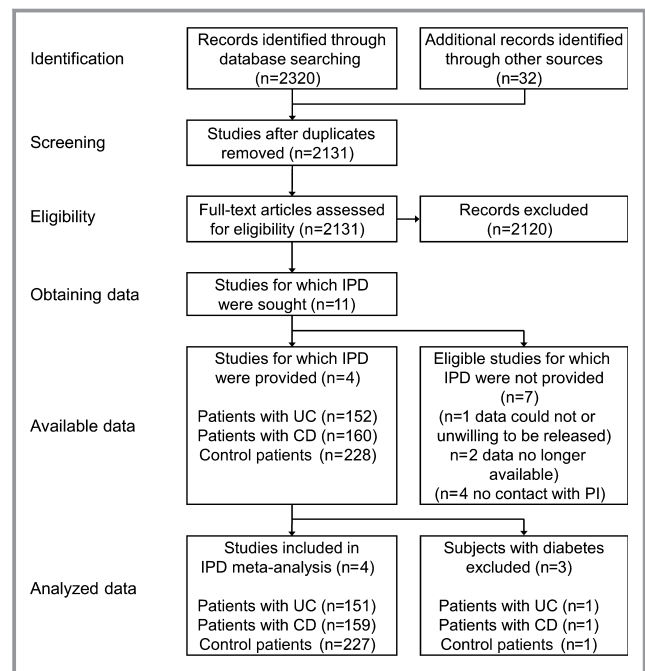 Identification
Records identified through
database searching
(n=2320)
Additional records identified
through other sources
(n=32)
Screening
Studies after duplicates
removed (n=2131)
Eligibility
Full-text articles assessed
for eligibility (n=2131)
Records excluded
(n=2120)
Obtaining data
Studies for which IPD
were sought (n=11)
Available data
Studies for which IPD
were provided (n=4)
Patients with UC (n=152)
Patients with CD (n=160)
Control patients (n=228)
Eligible studies for which
IPD were not provided
(n=7)
(n=1 data could not or
unwilling to be released)
n=2 data no longer
available)
(n=4 no contact with PI)
Analyzed data
Studies included in
IPD meta-analysis (n=4)
Patients with UC (n=151)
Patients with CD (n=159)
Control patients (n=227)
Subjects with diabetes
excluded (n=3)
Patients with UC (n=1)
Patients with CD (n=1)
Control patients (n=1)